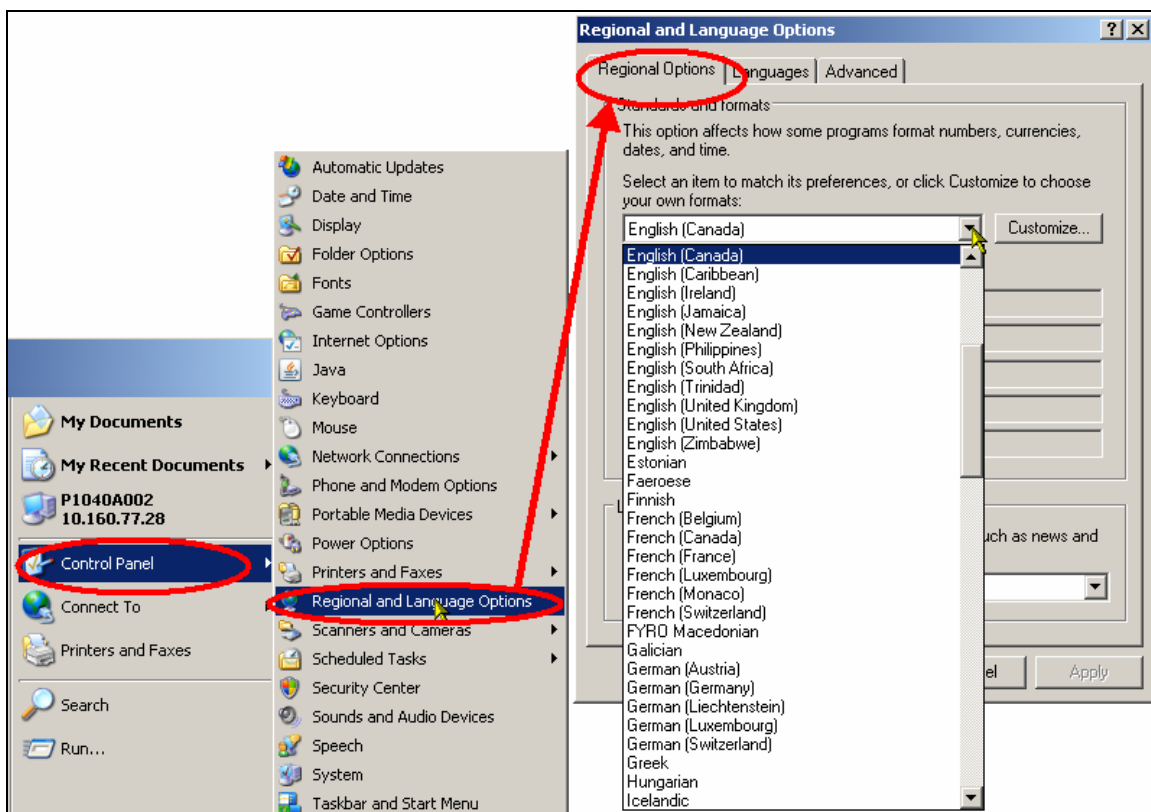 My Documents
My Recent Documents
P1040A002
10.160.77.28
Control Panel
Connect To
Printers and Faxes
Search
Run...
Automatic Updates
Date and Time
Display
Folder Options
Fonts
Game Controllers
Internet Options
Java
Keyboard
Mouse
Network Connections
Phone and Modem Options
Portable Media Devices
Power Options
Printers and Faxes
Regional and Language Options
Scanners and Cameras
Scheduled Tasks
Security Center
Sounds and Audio Devices
Speech
System
Taskbar and Start Menu
Regional and Language Options
Regional Options
Languages
Advanced
Standards and formats
This option affects how some programs format numbers, currencies,
dates, and time.
Select an item to match its preferences, or click Customize to choose
your own formats:
English (Canada)
Customize...
English (Canada)
English (Caribbean)
English (Ireland)
English (Jamaica)
English (New Zealand)
English (Philippines)
English (South Africa)
English (Trinidad)
English (United Kingdom)
English (United States)
English (Zimbabwe)
Estonian
Faeroese
Finnish
French (Belgium)
French (Canada)
French (France)
French (Luxembourg)
French (Monaco)
French (Switzerland)
FYRO Macedonian
Galician
German (Austria)
German (Germany)
German (Liechtenstein)
German (Luxembourg)
German (Switzerland)
Greek
Hungarian
Icelandic
as news and
Apply